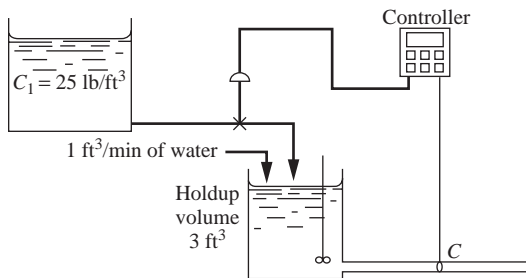 Controller
C₁ = 25 lb/ft³
1 ft³/min of water
Holdup
volume
3 ft³
C